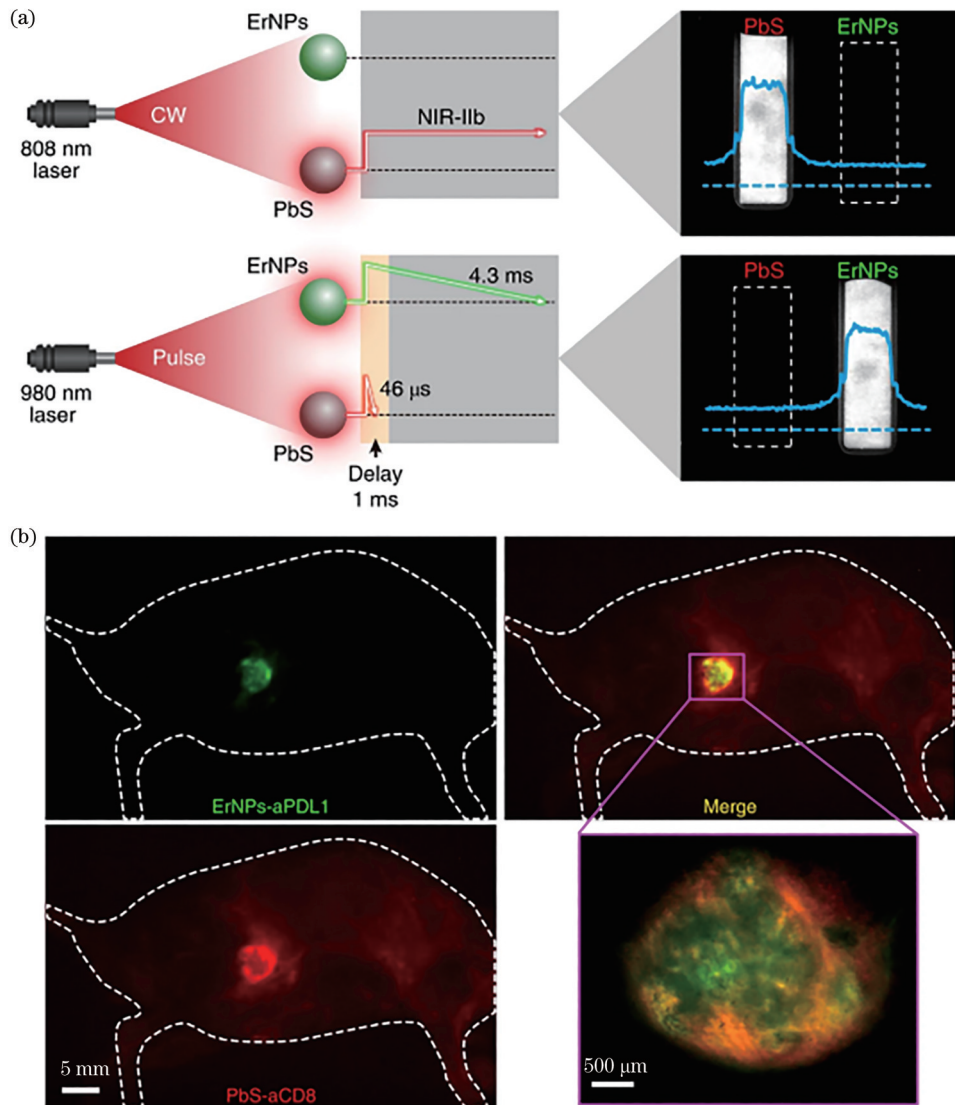 (a)
ErNPs
CW
808 nm
laser
PbS
NIR-IIb
PbS
ErNPs
ErNPs
4.3 ms
Pulse
980 nm
laser
46 μs
PbS
Delay
1 ms
PbS
ErNPs
(b)
ErNPs-aPDL1
Merge
5 mm
PbS-aCD8
500 μm